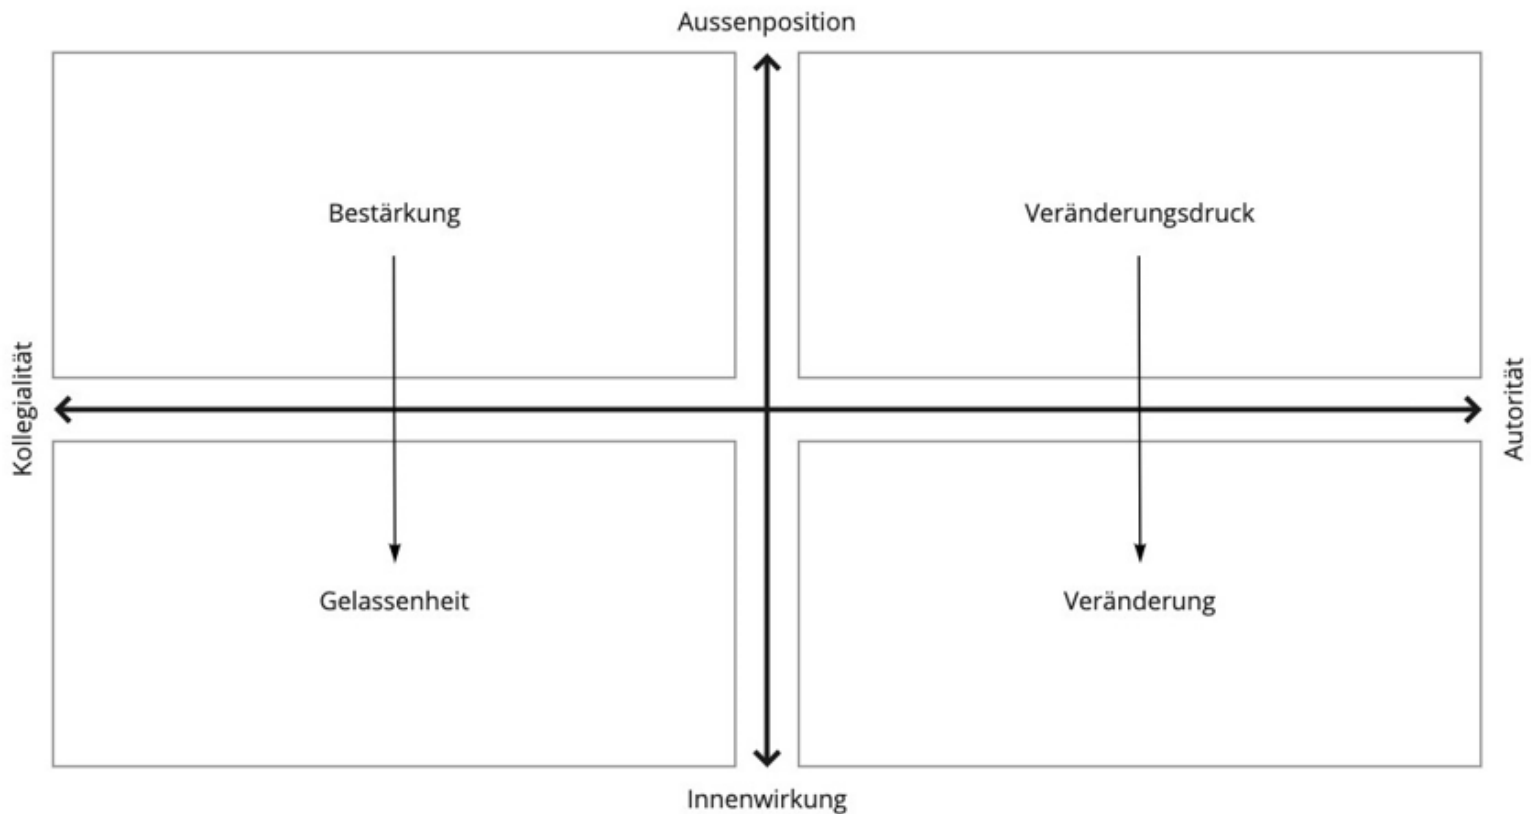 Aussenposition
Bestärkung
Veränderungsdruck
Kollegialität
Autorität
Gelassenheit
Veränderung
Innenwirkung